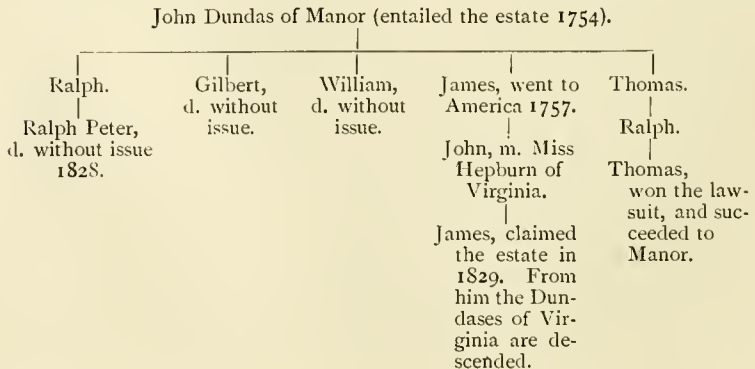 John Dundas of Manor (entailed the estate 1754).
Ralph.
Ralph Peter,
d. without issue
1828.
Gilbert,
d. without
issue.
William,
d. without
issue.
James, went to
America 1757.
John, m. Miss
Hepburn of
Virginia.
James, claimed
the estate in
1829. From
him the Dun-
dases of Vir-
ginia are de-
scended.
Thomas.
Ralph.
Thomas,
won the law-
suit, and suc-
ceeded to
Manor.